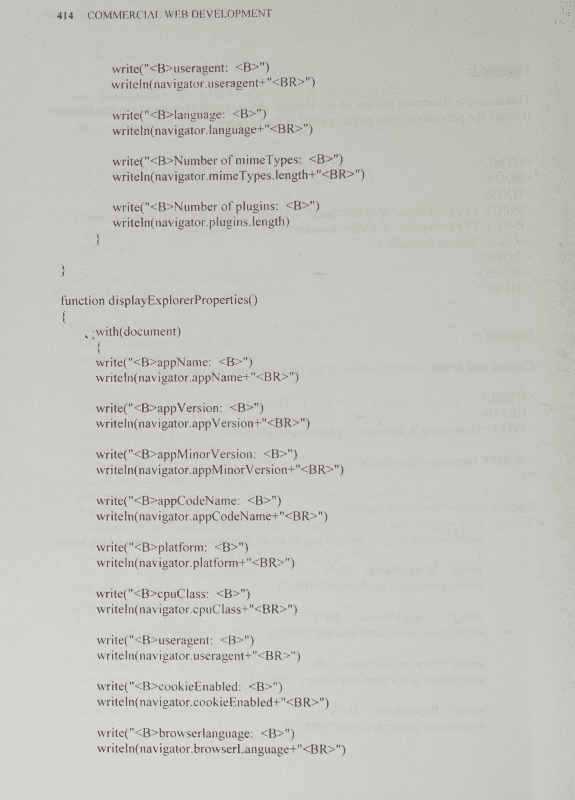 414 COMMERCIAL WEB DEVELOPMENT
write("<B>useragent: <B>")
writeln(navigator.useragent+"<BR>")
write("<B>language: <B>")
writeln(navigator.language+"<BR>")
write("<B>Number of mimeTypes: <B>")
writeln(navigator.mimeTypes.length+"<BR>")
write("<B>Number of plugins: <B>")
writeln(navigator.plugins.length)
}
}
function displayExplorerProperties()
{
with(document)
{
write("<B>appName: <B>")
writeln(navigator.appName+"<BR>")
write("<B>appVersion: <B>")
writeln(navigator.appVersion+"<BR>")
write("<B>appMinorVersion: <B>")
writeln(navigator.appMinorVersion+"<BR>")
write("<B>appCodeName: <B>")
writeln(navigator.appCodeName+"<BR>")
write("<B>platform: <B>")
writeln(navigator.platform+"<BR>")
write("<B>cpuClass: <B>")
writeln(navigator.cpuClass+"<BR>")
write("<B>useragent: <B>")
writeln(navigator.useragent+"<BR>")
write("<B>cookieEnabled: <B>")
writeln(navigator.cookieEnabled+"<BR>")
write("<B>browserlanguage: <B>")
writeln(navigator.browserLanguage+"<BR>")